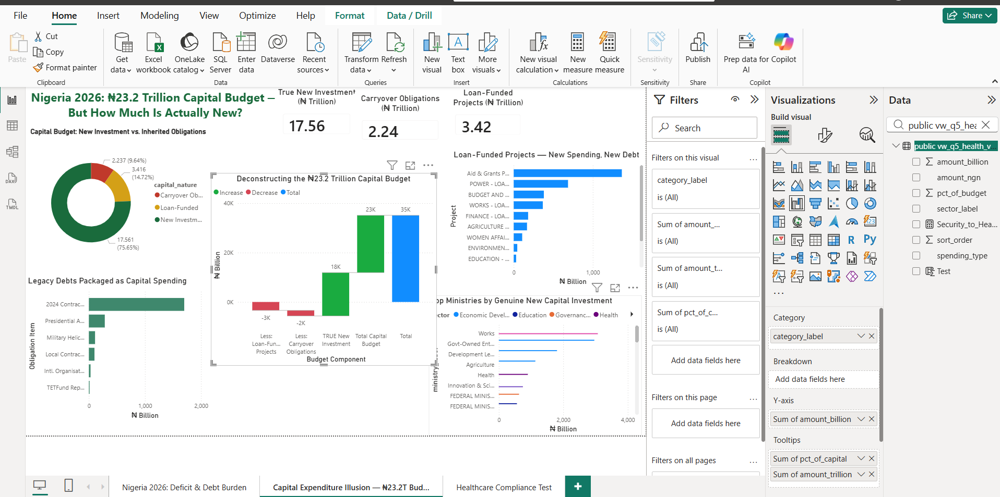 File
Home
Insert
Modeling
View
Optimize
Help
Format
Data / Drill
Share
Paste
Cut
Copy
Format painter
Clipboard
Get data
Excel workbook
OneLake catalog
SQL Server
Enter data
Dataverse
Recent sources
Data
Transform data
Refresh
Queries
New visual
Text box
More visuals
Insert
New visual calculation
New measure
Quick measure
Calculations
Sensitivity
Sensitivity
Publish
Share
Prep data for AI
Copilot
Copilot
DAX
TMDL
Nigeria 2026: ₦23.2 Trillion Capital Budget —
But How Much Is Actually New?
True New Investment
(₦ Trillion)
17.56
Carryover Obligations
(₦ Trillion)
2.24
Loan-Funded
Projects (₦ Trillion)
3.42
Capital Budget: New Investment vs. Inherited Obligations
2.237 (9.64%)
3.416
(14.72%)
17.561
(75.65%)
capital_nature
Carryover Ob...
Loan-Funded
New Investm...
Deconstructing the ₦23.2 Trillion Capital Budget
Increase
Decrease
Total
₦ Billion
40K
20K
0K
-3K
-2K
18K
23K
35K
Less:
Loan-Fun...
Projects
Less:
Carryover
Obligations
TRUE New
Investment
Total Capital
Budget
Total
Budget Component
Loan-Funded Projects — New Spending, New Debt
Project
Aid & Grants P...
POWER - LOA...
BUDGET AND ...
WORKS - LOA...
FINANCE - LOA...
AGRICULTURE ...
WOMEN AFFAI...
ENVIRONMEN...
EDUCATION - ...
0
1,000
₦ Billion
Legacy Debts Packaged as Capital Spending
Obligation Item
2024 Contrac...
Presidential A...
Military Helic...
Local Contrac...
Intl. Organisat...
TETFund Rep...
0
1,000
2,000
₦ Billion
op Ministries by Genuine New Capital Investment
ctor
Economic Devel...
Education
Governanc...
Health
ministry
Works
Govt-Owned Ent...
Development Le...
Agriculture
Health
Innovation & Sci...
FEDERAL MINIS...
FEDERAL MINIS...
0
2,000
4,000
₦ Billion
Filters
Search
Filters on this visual
...
category_label
is (All)
Sum of amount_...
is (All)
Sum of amount_t...
is (All)
Sum of pct_of_c...
is (All)
Add data fields here
Filters on this page
...
Add data fields here
Filters on all pages
...
Visualizations
Build visual
123
R
Py
...
Category
category_label
Breakdown
Add data fields here
Y-axis
Sum of amount_billion
Tooltips
Sum of pct_of_capital
Sum of amount_trillion
Data
public vw_q5_hea
public vw_q5_health_v...
amount_billion
amount_ngn
pct_of_budget
sector_label
Security_to_Hea...
sort_order
spending_type
Test
Nigeria 2026: Deficit & Debt Burden
Capital Expenditure Illusion — ₦23.2T Bud...
Healthcare Compliance Test